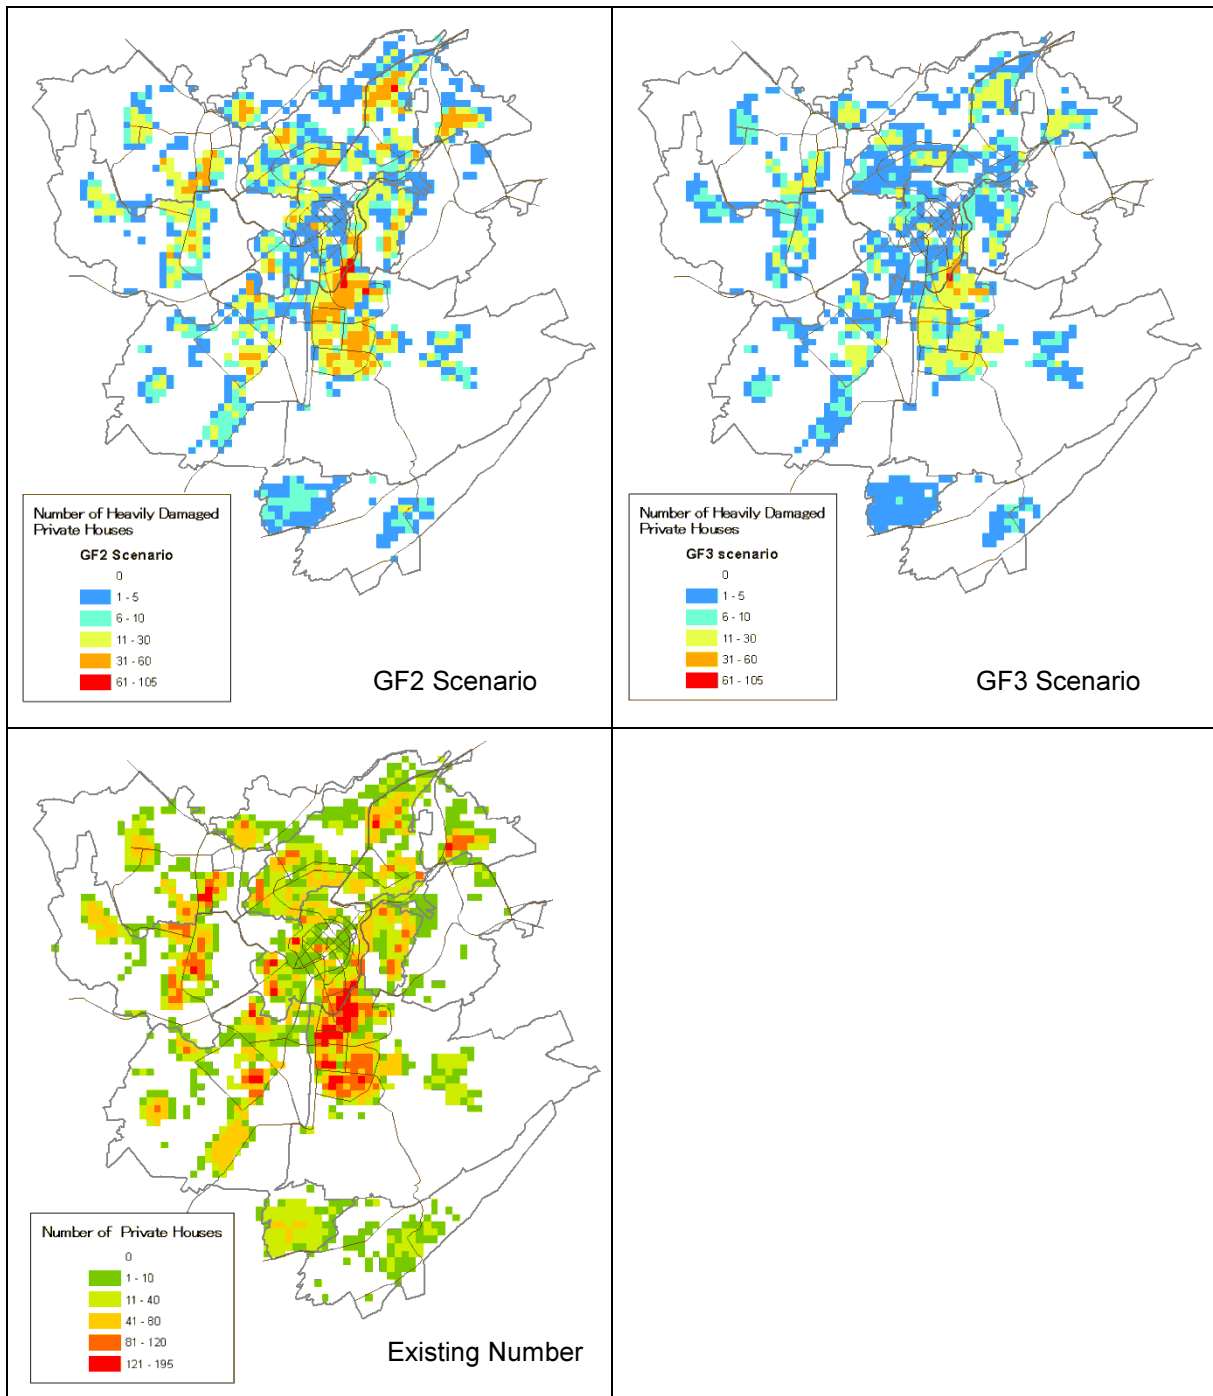 Number of Heavily Damaged
Private Houses
GF2 Scenario
0
1 - 5
6 - 10
11 - 30
31 - 60
61 - 105
GF2 Scenario
Number of Heavily Damaged
Private Houses
GF3 scenario
0
1 - 5
6 - 10
11 - 30
31 - 60
61 - 105
GF3 Scenario
Number of Private Houses
0
1 - 10
11 - 40
41 - 80
81 - 120
121 - 195
Existing Number